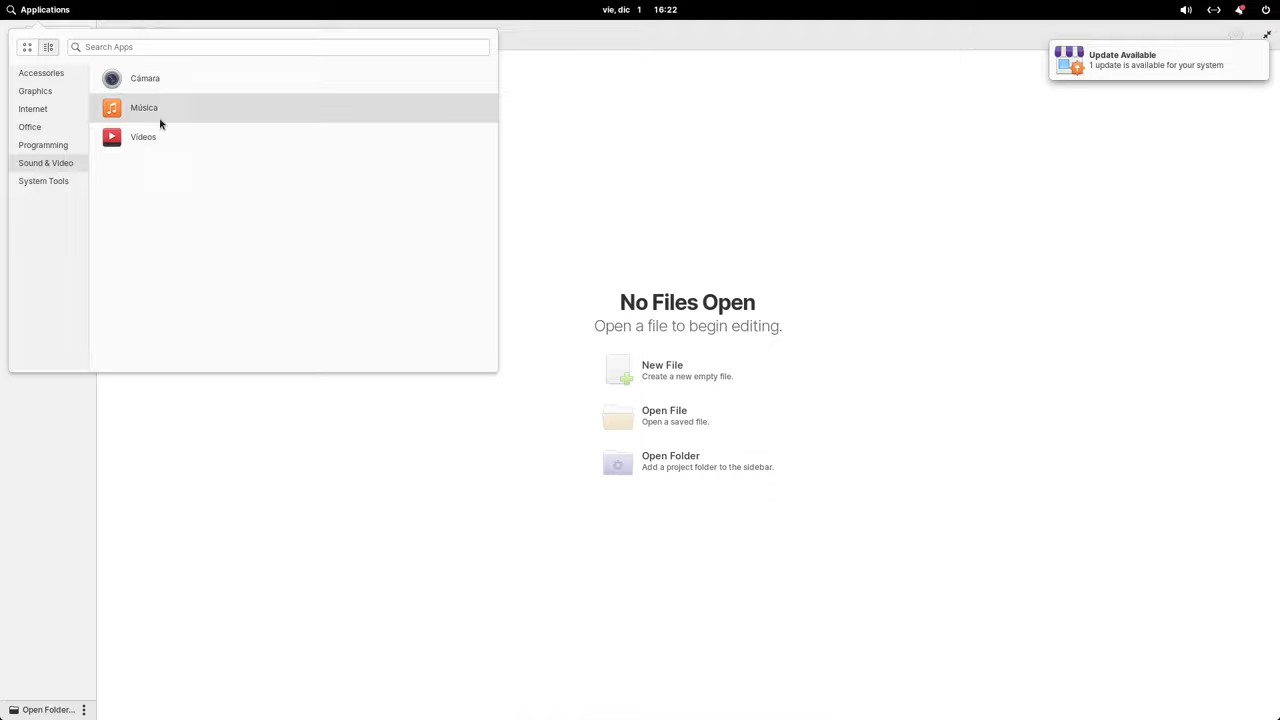 Applications
vie, dic 1 16:22
Search Apps
Accessories
Graphics
Internet
Office
Programming
Sound & Video
System Tools
Cámara
Música
Vídeos
Update Available
1 update is available for your system
No Files Open
Open a file to begin editing.
New File
Create a new empty file.
Open File
Open a saved file.
Open Folder
Add a project folder to the sidebar.
Open Folder...